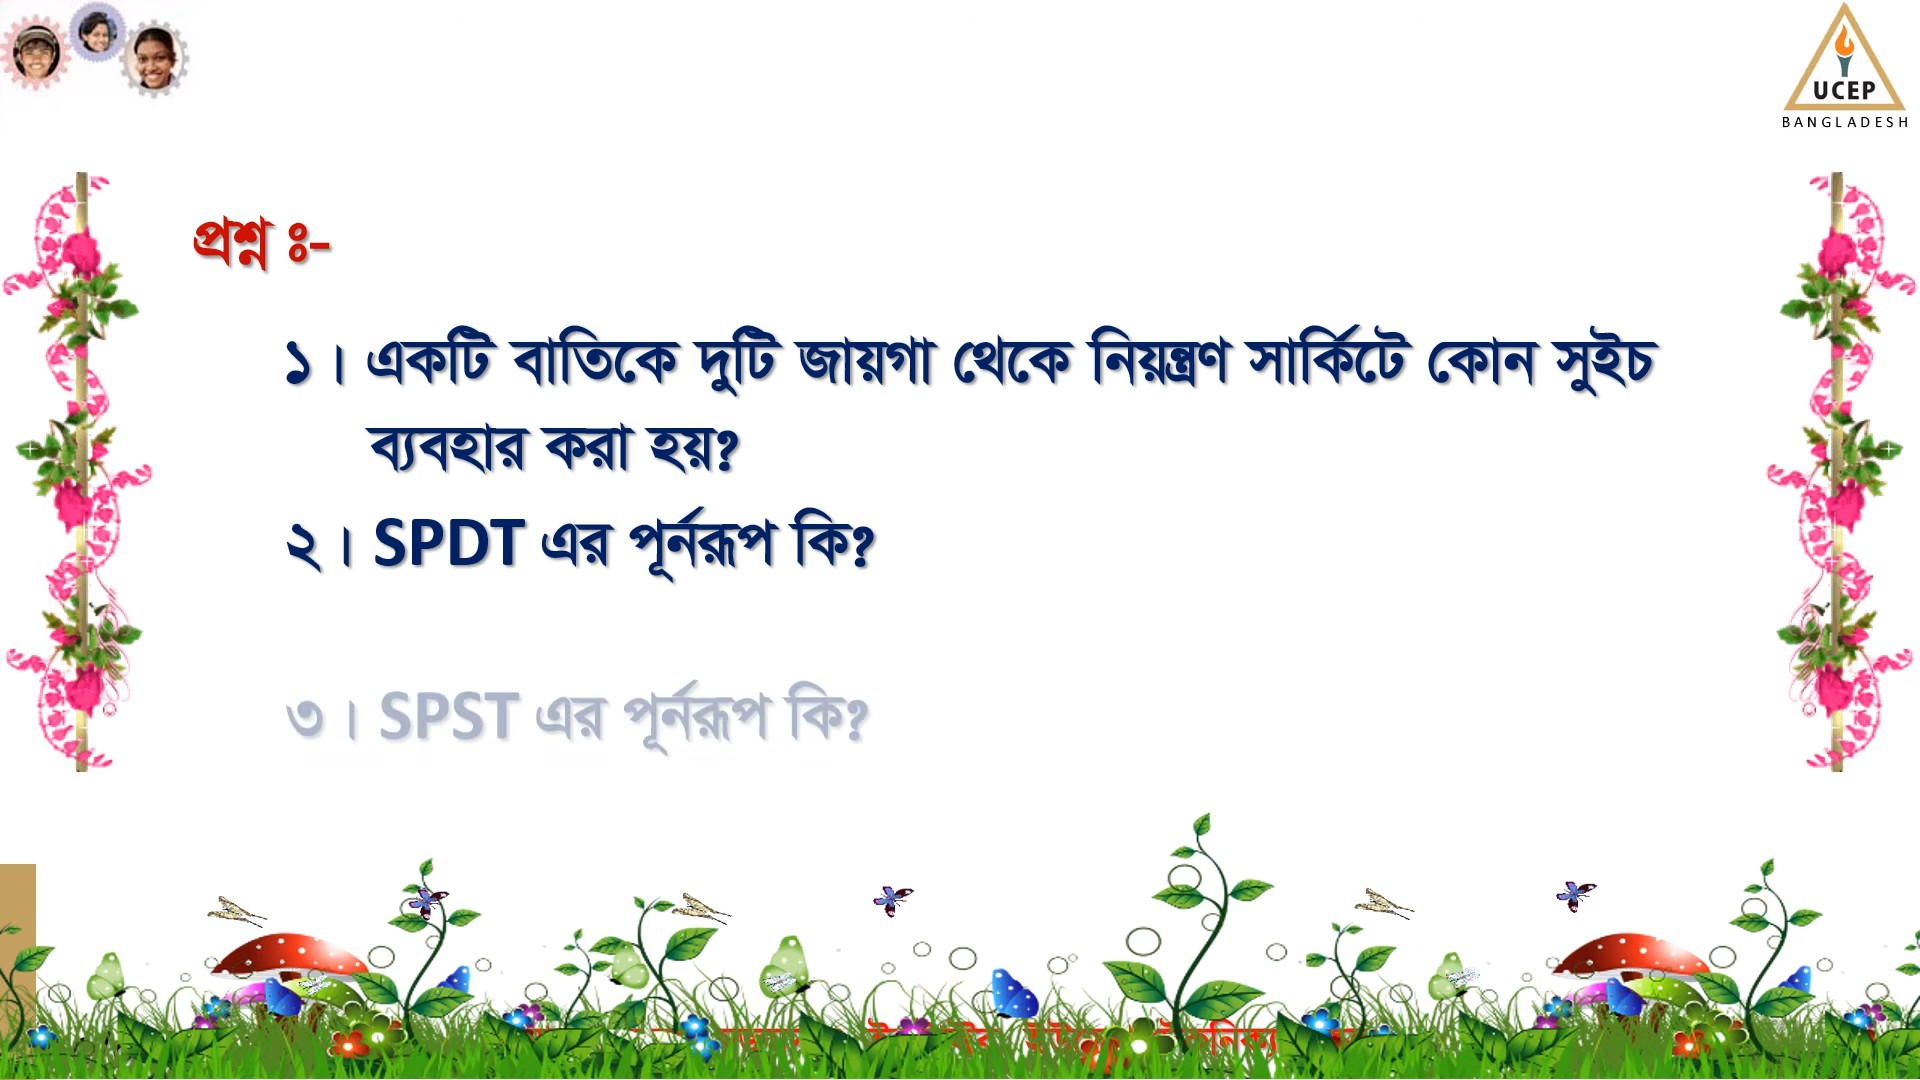 UCEP
BANGLADESH
প্রশ্ন ঃ-
১। একটি বাতিকে দুটি জায়গা থেকে নিয়ন্ত্রণ সার্কিটে কোন সুইচ
ব্যবহার করা হয়?
২। SPDT এর পূর্নরূপ কি?
৩। SPST এর পূর্নরূপ কি?